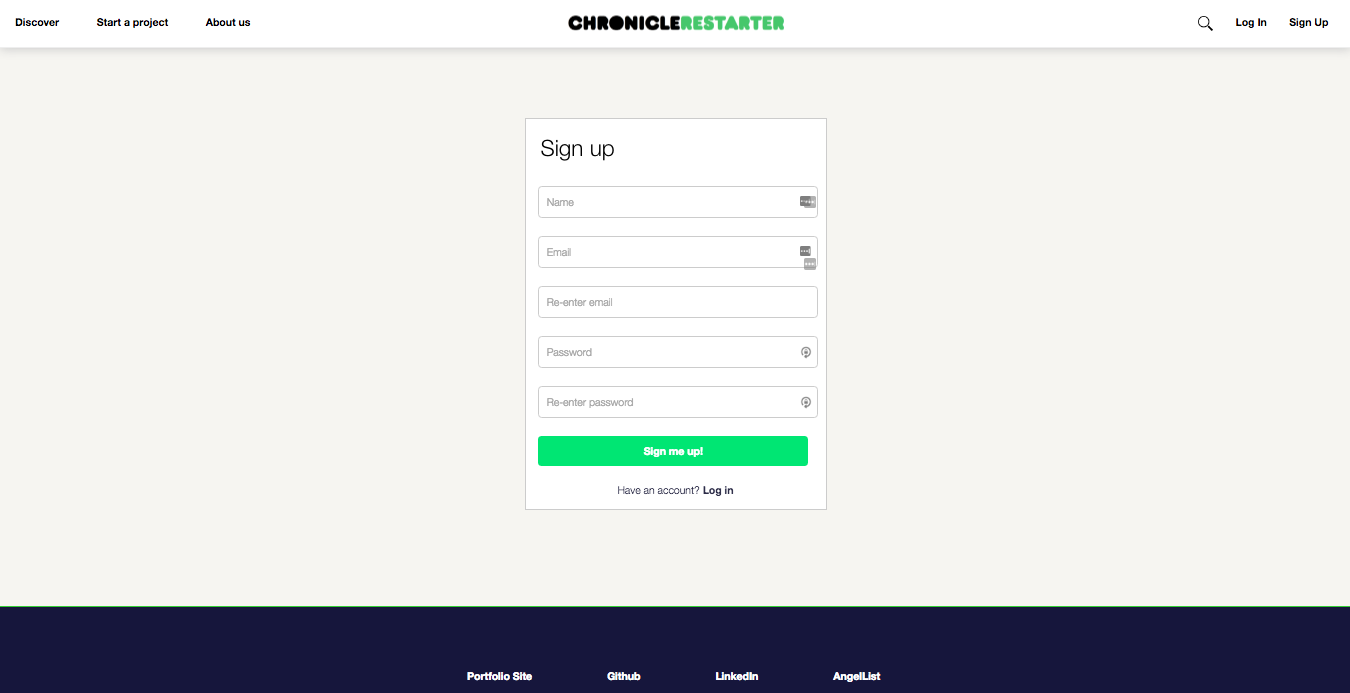 Discover Start a project About us CHRONICLERESTARTER Log In Sign Up
Sign up
Name
Email
Re-enter email
Password
Re-enter password
Sign me up!
Have an account? Log in
Portfolio Site Github LinkedIn AngelList